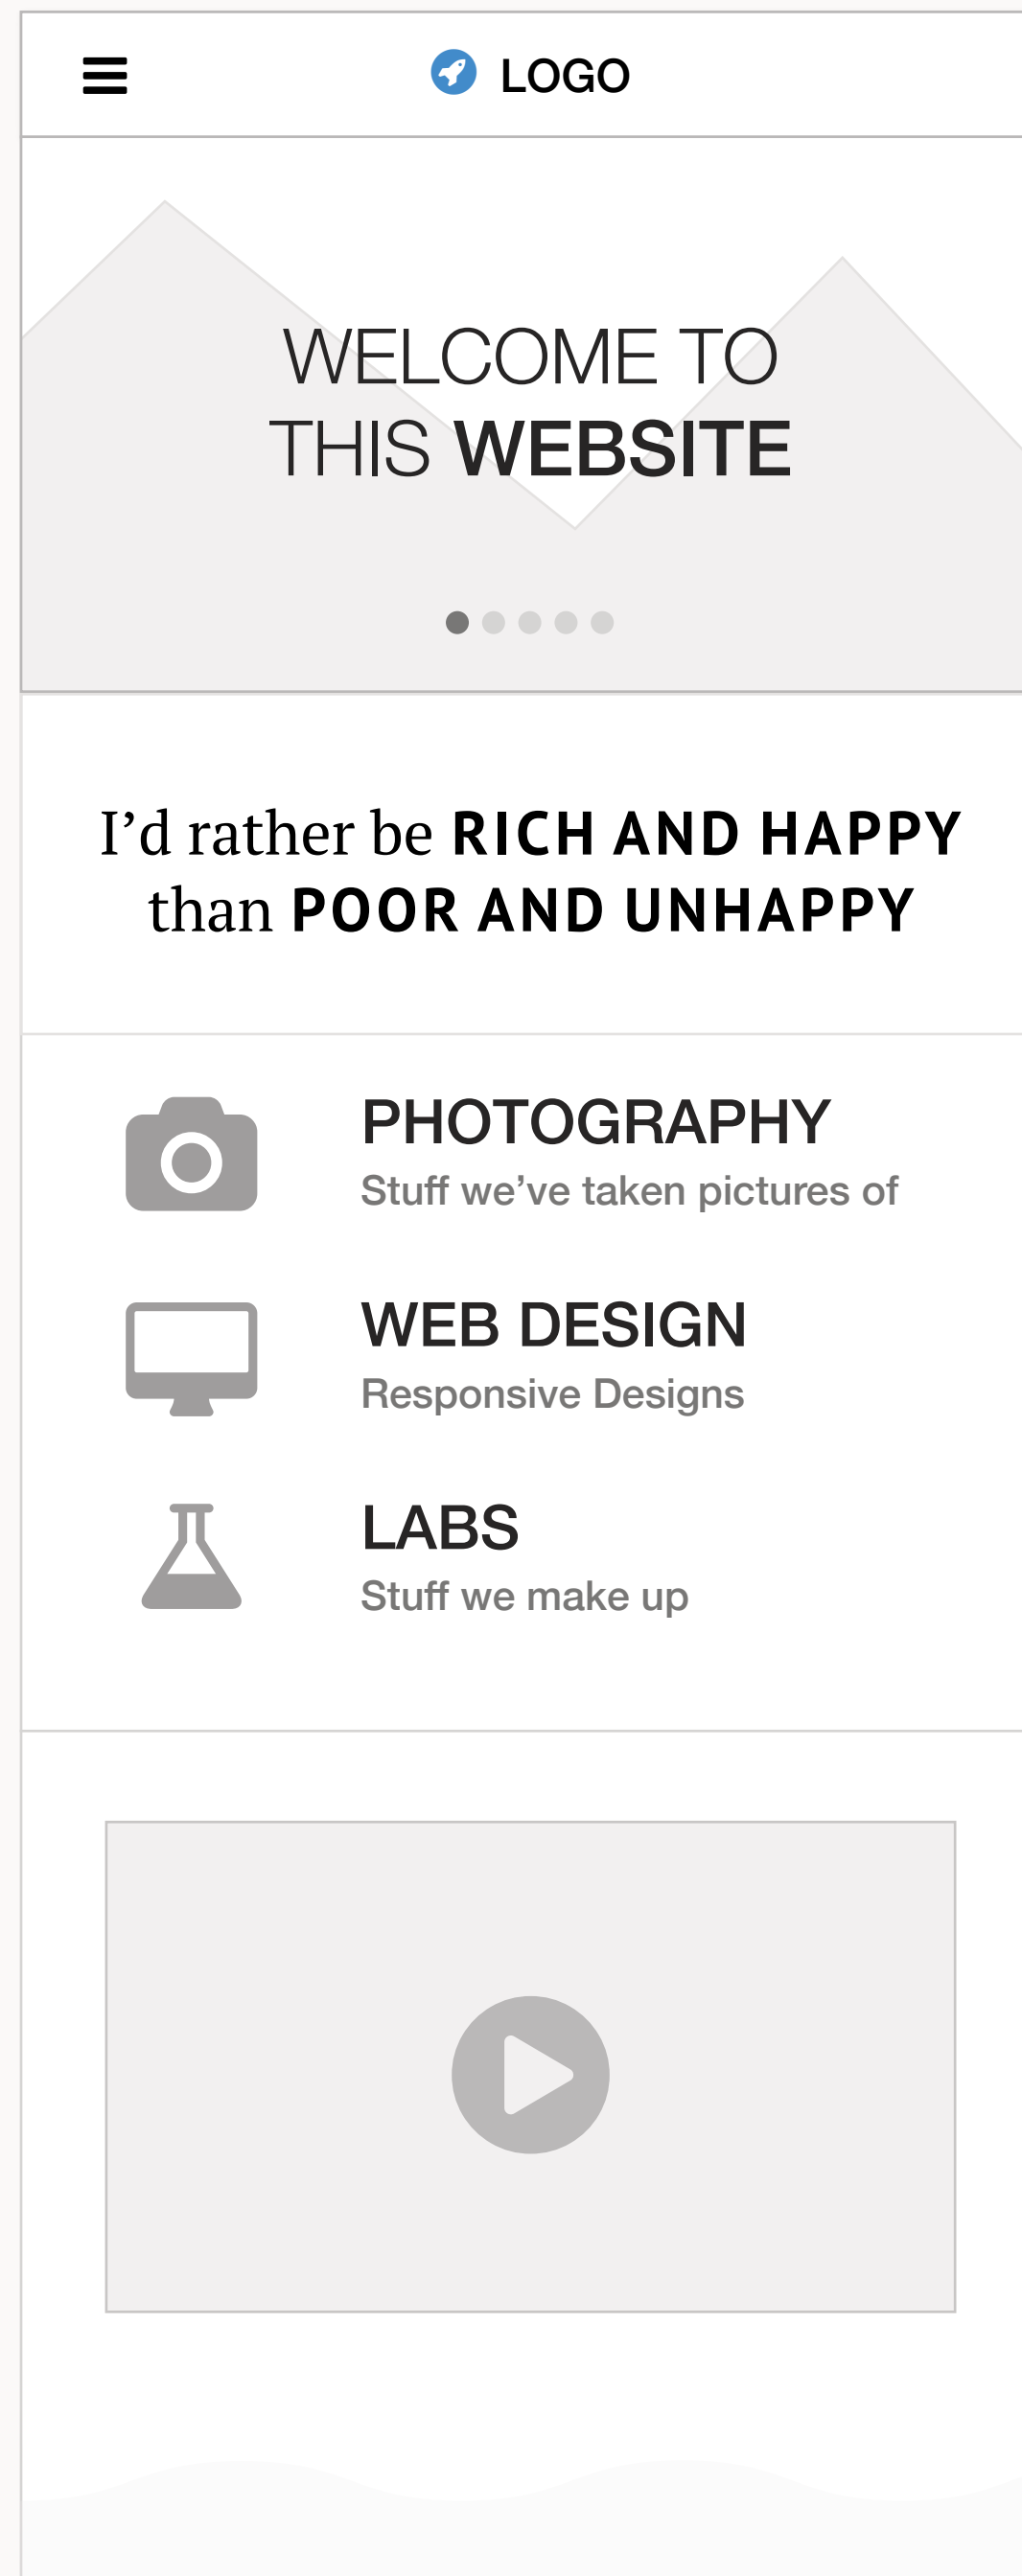 LOGO
WELCOME TO
THIS WEBSITE
I’d rather be RICH AND HAPPY
than POOR AND UNHAPPY
PHOTOGRAPHY
Stuff we’ve taken pictures of
WEB DESIGN
Responsive Designs
LABS
Stuff we make up